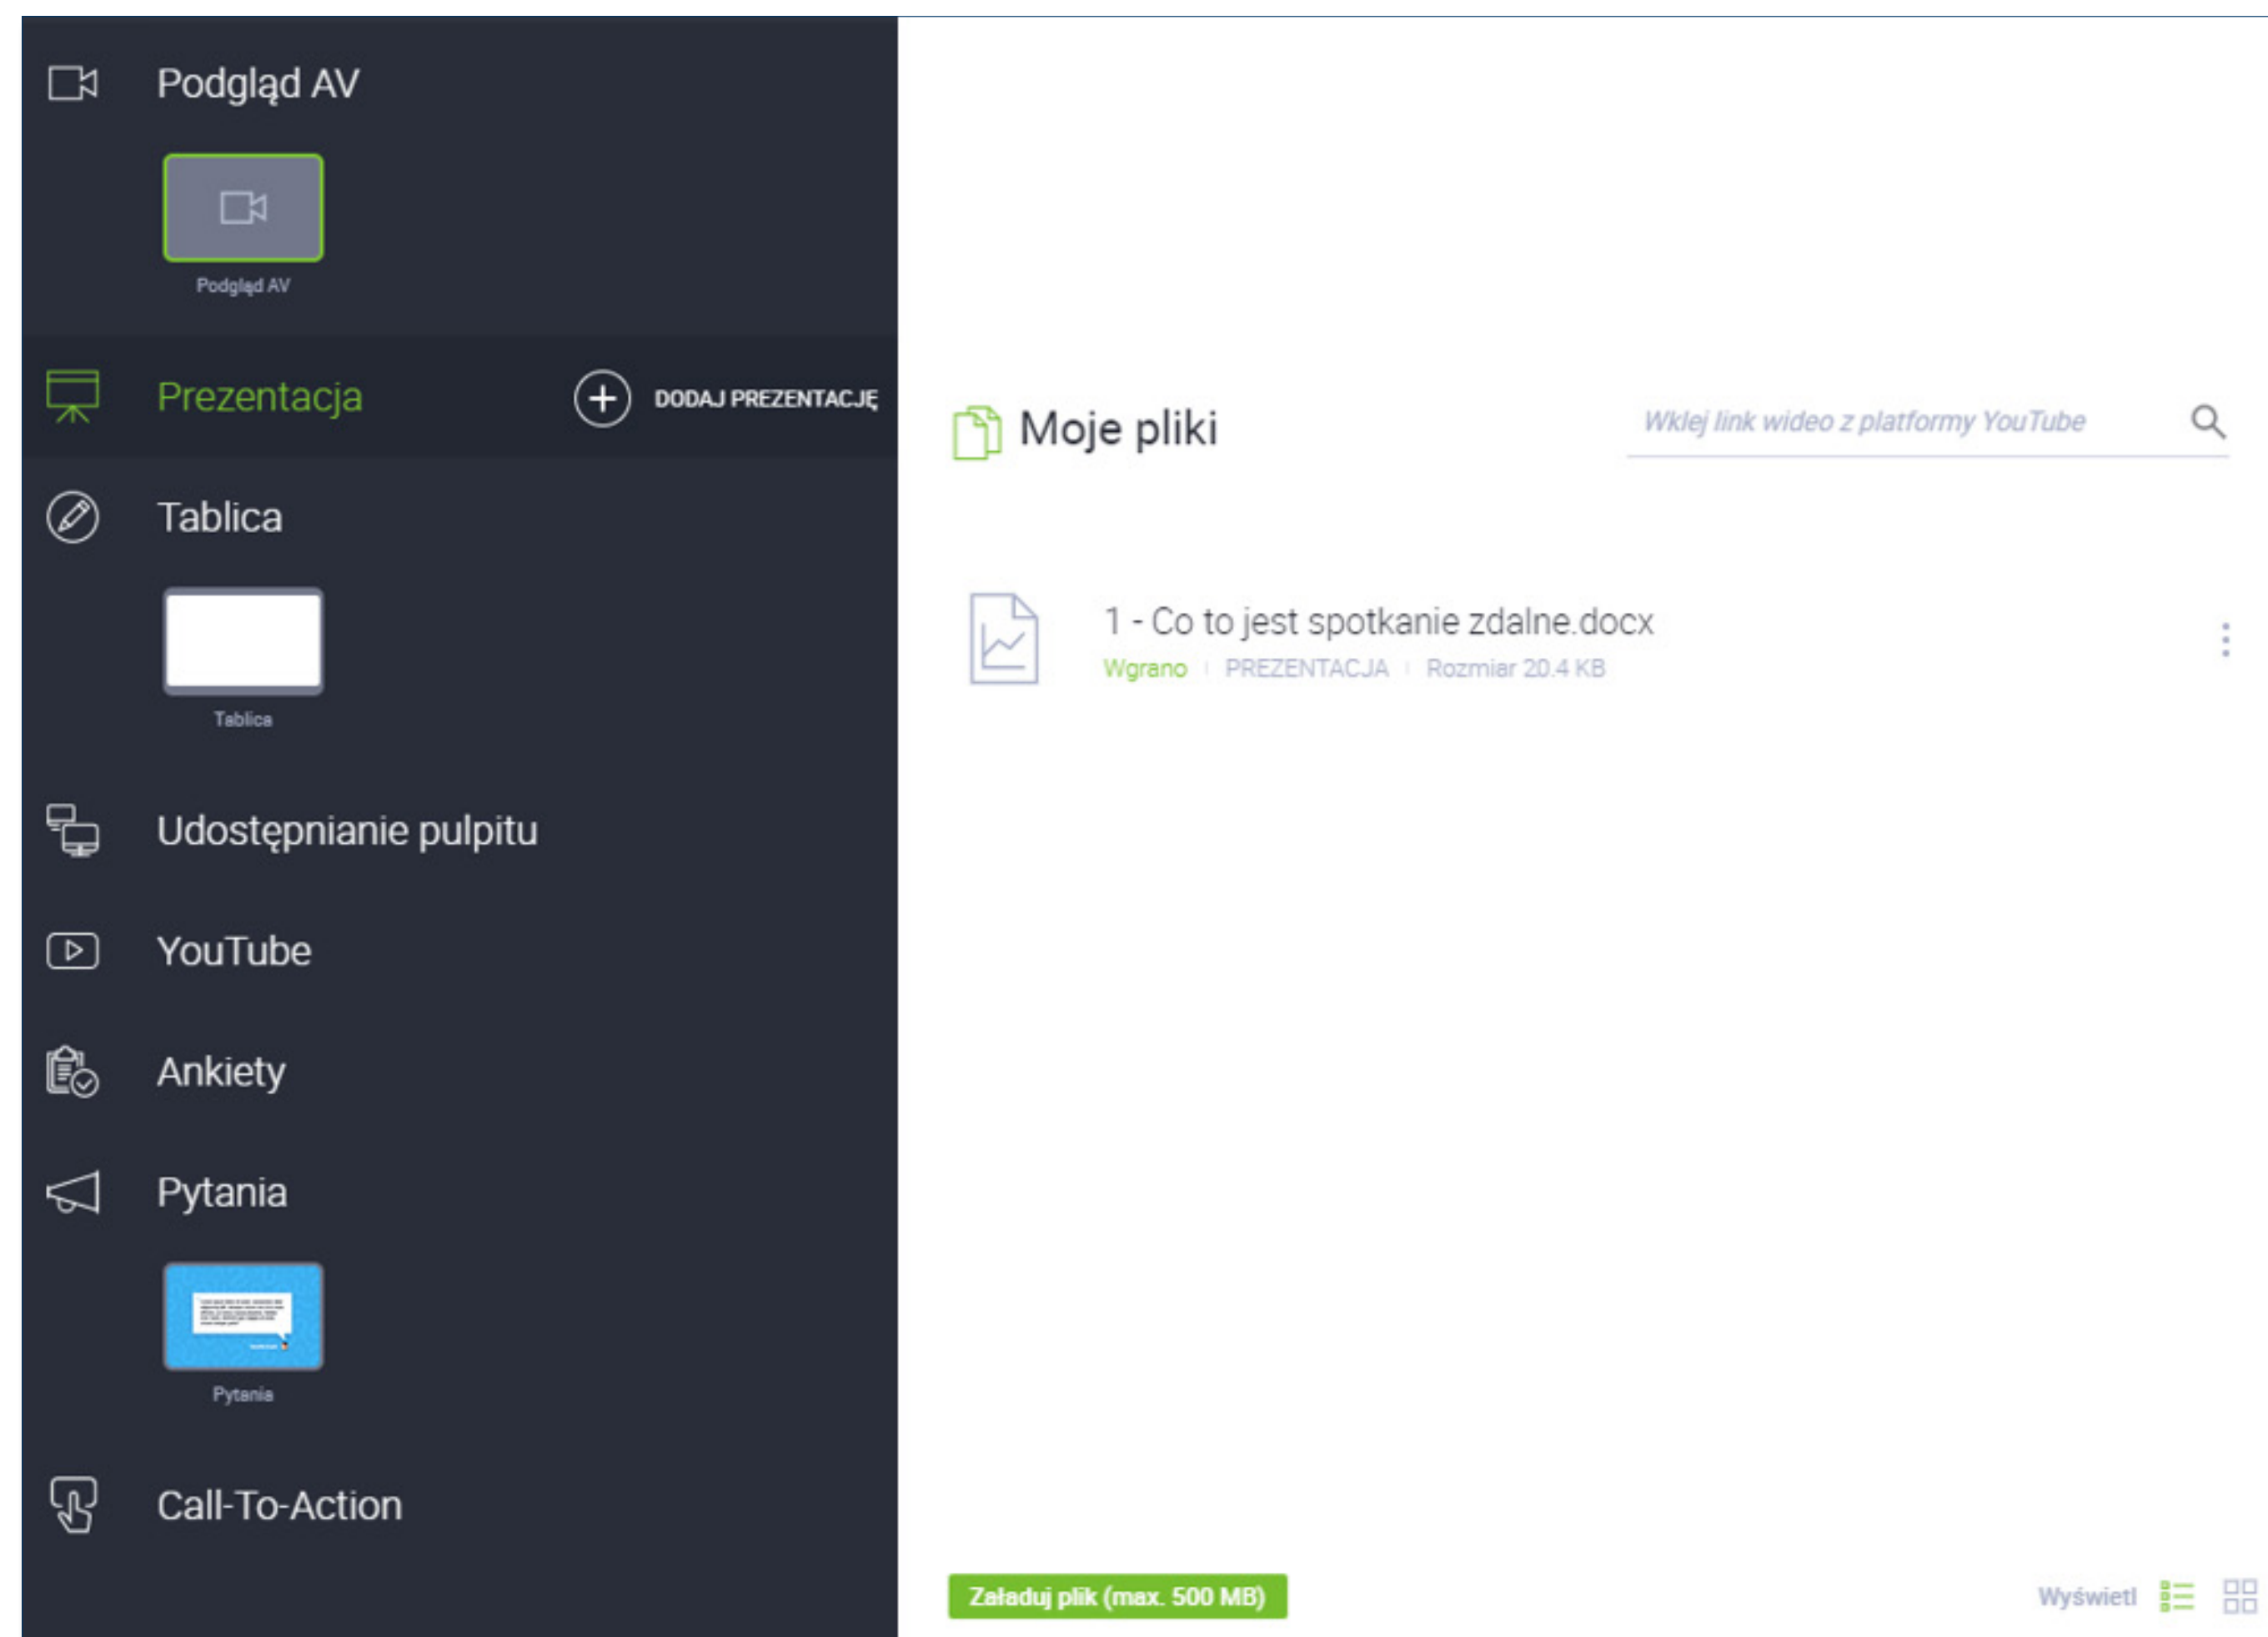 Podgląd AV
Podgląd AV
Prezentacja
DODAJ PREZENTACJĘ
Tablica
Tablica
Udostępnianie pulpitu
YouTube
Ankiety
Pytania
Pytania
Call-To-Action
Moje pliki
Wklej link wideo z platformy YouTube
1 - Co to jest spotkanie zdalne.docx
Wgrano | PREZENTACJA | Rozmiar 20.4 KB
Załaduj plik (max. 500 MB)
Wyświetl